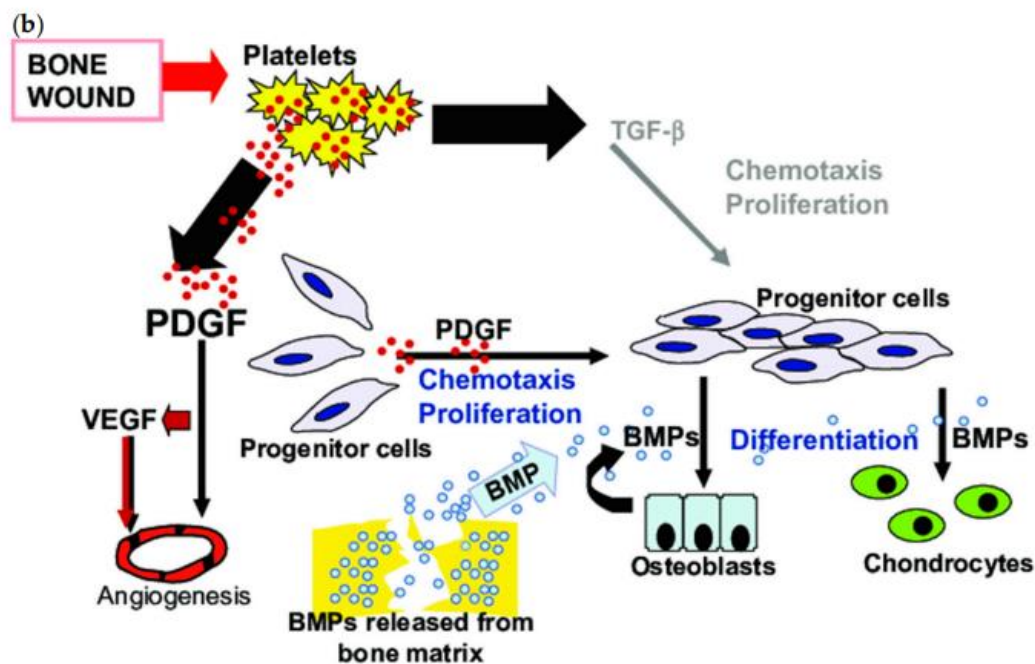 (b)
BONE
WOUND
Platelets
TGF-β
Chemotaxis
Proliferation
PDGF
PDGF
Progenitor cells
Chemotaxis
Proliferation
VEGF
Progenitor cells
BMPs
Differentiation
BMPs
BMP
Angiogenesis
Osteoblasts
Chondrocytes
BMPs released from
bone matrix